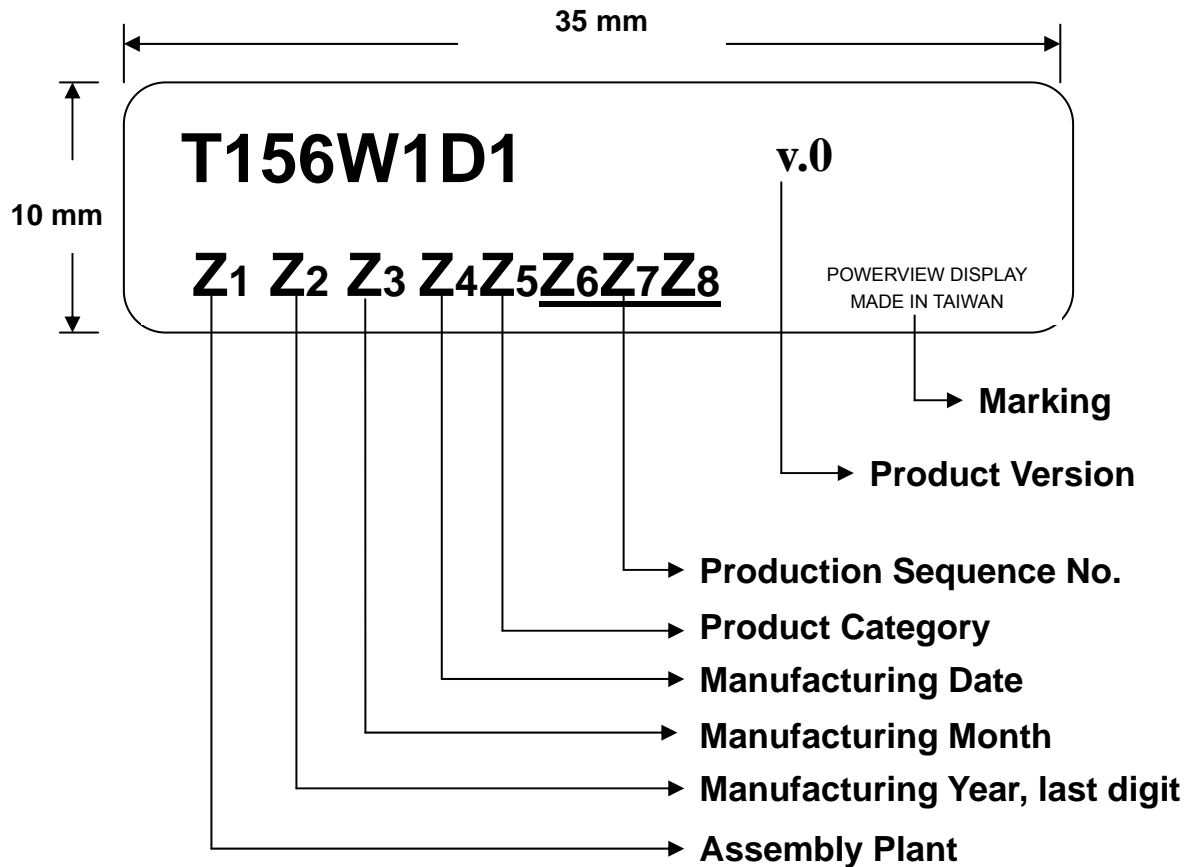 35 mm
T156W1D1 v.0
10 mm
Z1 Z2 Z3 Z4Z5Z6Z7Z8
POWERVIEW DISPLAY
MADE IN TAIWAN
Marking
Product Version
Production Sequence No.
Product Category
Manufacturing Date
Manufacturing Month
Manufacturing Year, last digit
Assembly Plant